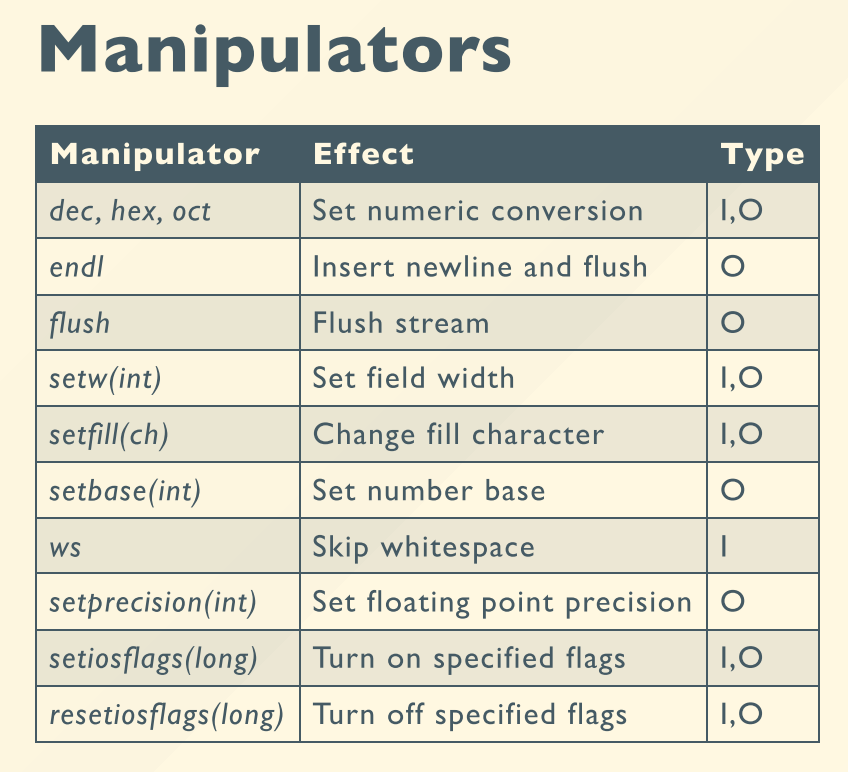 Manipulators
Manipulator Effect Type
dec, hex, oct Set numeric conversion I,O
endl Insert newline and flush O
flush Flush stream O
setw(int) Set field width I,O
setfill(ch) Change fill character I,O
setbase(int) Set number base O
ws Skip whitespace I
setprecision(int) Set floating point precision O
setiosflags(long) Turn on specified flags I,O
resetiosflags(long) Turn off specified flags I,O